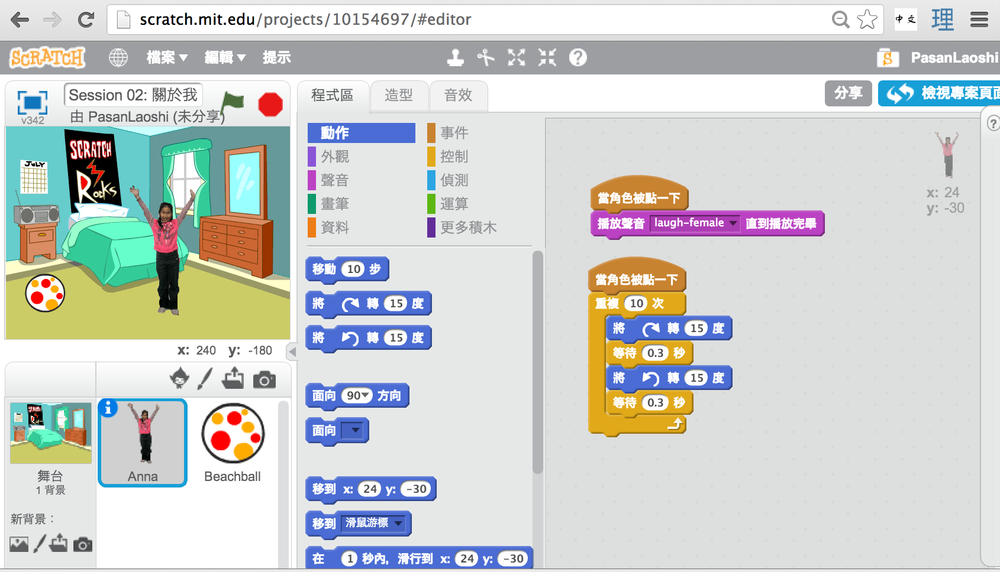 scratch.mit.edu/projects/10154697/#editor
中文
理
SCRATCH
檔案 編輯 提示
PasanLaoshi
Session 02: 關於我
v342
由 PasanLaoshi (未分享)
程式區
造型
音效
分享
檢視專案頁面
SCRATCH
Rocks
JULY
動作
事件
外觀
控制
聲音
偵測
畫筆
運算
資料
更多積木
移動 10 步
將 轉 15 度
將 轉 15 度
面向 90 方向
面向
移到 x: 24 y: -30
移到 滑鼠游標
在 1 秒內, 滑行到 x: 24 y: -30
當角色被點一下
播放聲音 laugh-female 直到播放完畢
當角色被點一下
重複 10 次
將 轉 15 度
等待 0.3 秒
將 轉 15 度
等待 0.3 秒
x: 24
y: -30
x: 240 y: -180
舞台
1 背景
Anna
Beachball
新背景：